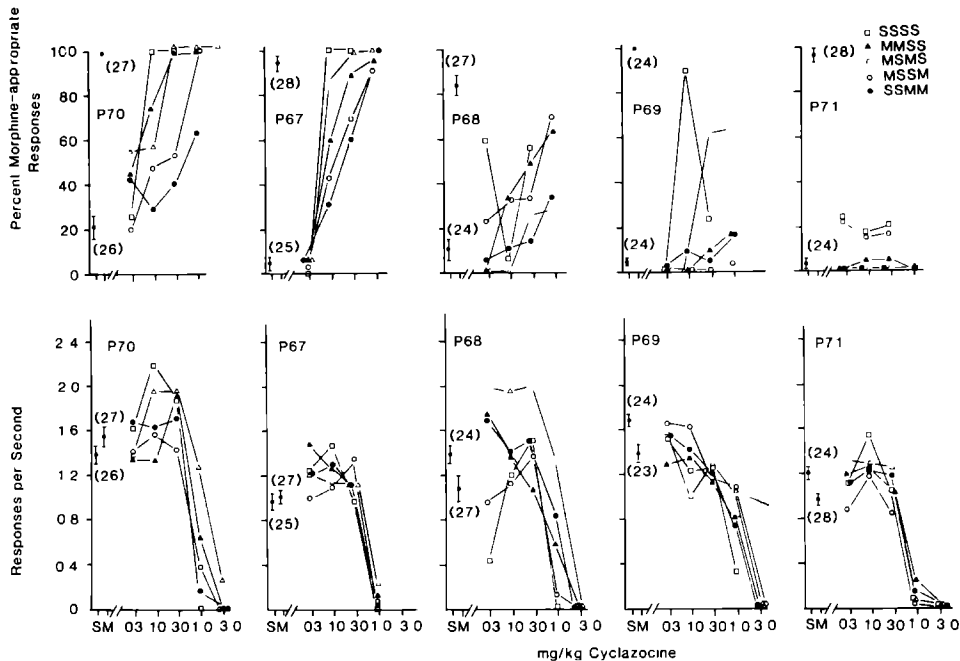 Percent Morphine-appropriate
Responses
100
80
60
40
20
0
(27)
P70
(26)
(28)
P67
(25)
(27)
P68
(24)
(24)
P69
(24)
(28)
P71
(24)
SSSS
MMSS
MSMS
MSSM
SSMM
Responses per Second
2 4
2 0
1 6
1 2
0 8
0 4
0
P70
(27)
(26)
P67
(27)
(25)
P68
(24)
(27)
P69
(24)
(23)
P71
(24)
(28)
SM 03 10 30 1 0 3 0
SM 03 10 30 1 0 3 0
SM 03 10 30 1 0 3 0
SM 03 10 30 1 0 3 0
SM 03 10 30 1 0 3 0
mg/kg Cyclazocine